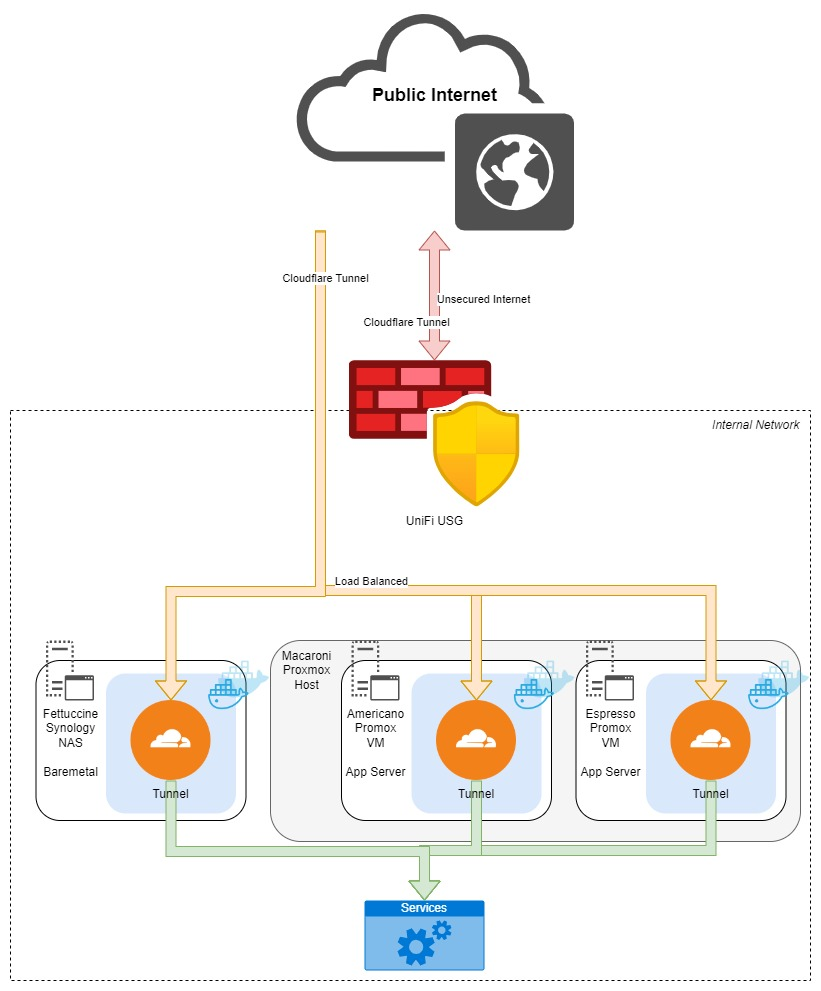 Public Internet
Cloudflare Tunnel
Unsecured Internet
Cloudflare Tunnel
Internal Network
UniFi USG
Load Balanced
Macaroni
Proxmox
Host
Fettuccine
Synology
NAS
Baremetal
Tunnel
Americano
Promox
VM
App Server
Tunnel
Espresso
Promox
VM
App Server
Tunnel
Services